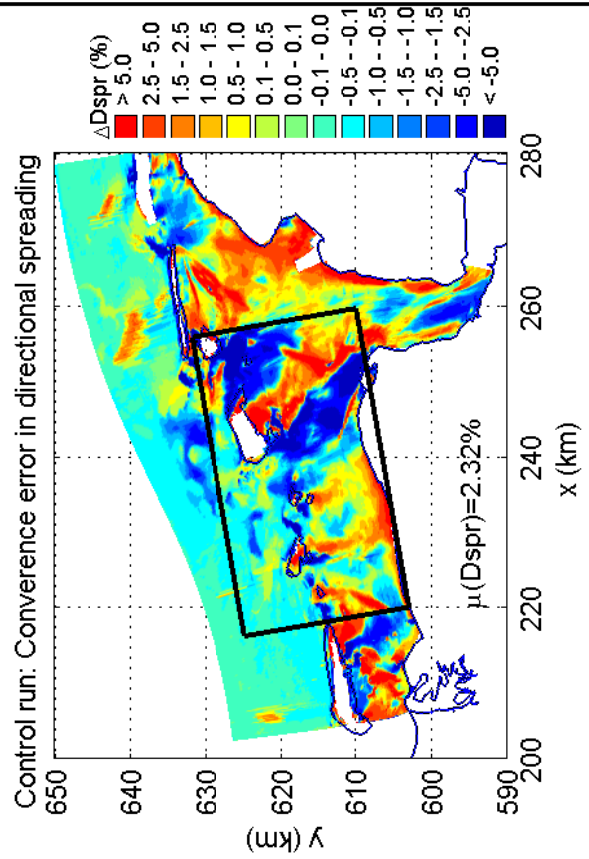 Control run: Converence error in directional spreading
△Dspr (%)
> 5.0
2.5 - 5.0
1.5 - 2.5
1.0 - 1.5
0.5 - 1.0
0.1 - 0.5
0.0 - 0.1
-0.1 - 0.0
-0.5 - -0.1
-1.0 - -0.5
-1.5 - -1.0
-2.5 - -1.5
-5.0 - -2.5
< -5.0
650
640
630
620
610
600
590
y (km)
μ(Dspr)=2.32%
200
220
240
260
280
x (km)